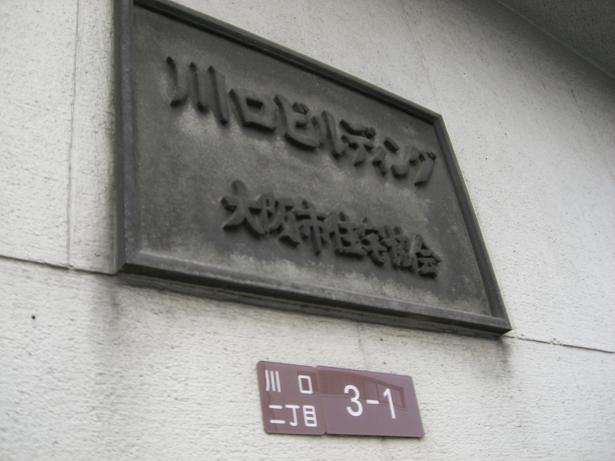 川口ビルディング
大阪市住宅協会
川口
二丁目
3-1